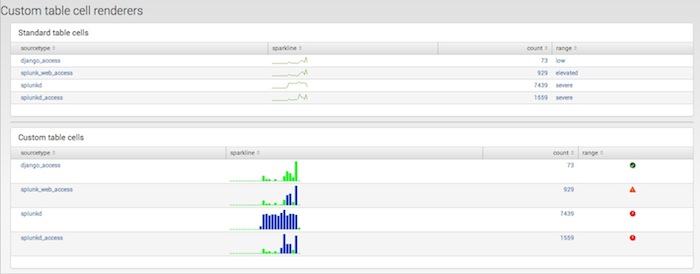 Custom table cell renderers
Standard table cells
sourcetype sparkline count range
django_access 73 low
splunk_web_access 929 elevated
splunkd 7439 severe
splunkd_access 1559 severe
Custom table cells
sourcetype sparkline count range
django_access 73
splunk_web_access 929
splunkd 7439
splunkd_access 1559